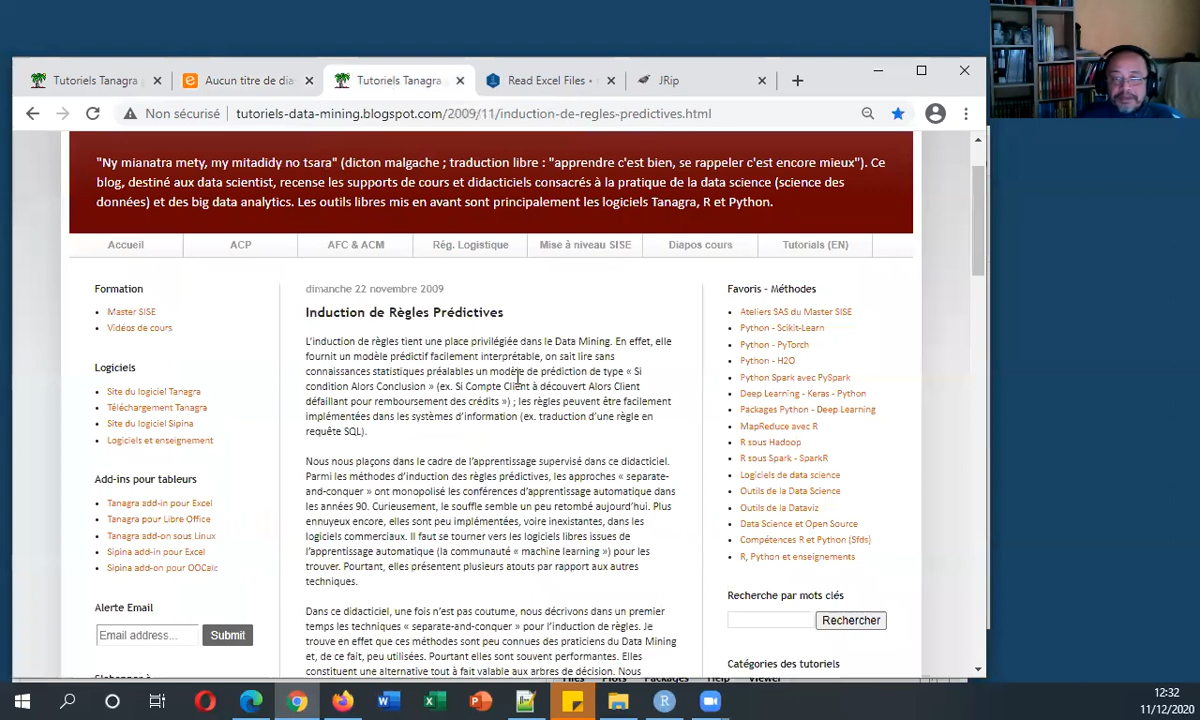 Tutoriels Tanagra
Aucun titre de dia
Tutoriels Tanagra
Read Excel Files •
JRip
Non sécurisé
tutoriels-data-mining.blogspot.com/2009/11/induction-de-regles-predictives.html
"Ny mianatra mety, my mitadidy no tsara" (dicton malgache ; traduction libre : "apprendre c'est bien, se rappeler c'est encore mieux"). Ce
blog, destiné aux data scientist, recense les supports de cours et didacticiels consacrés à la pratique de la data science (science des
données) et des big data analytics. Les outils libres mis en avant sont principalement les logiciels Tanagra, R et Python.
Accueil
ACP
AFC & ACM
Rég. Logistique
Mise à niveau SISE
Diapos cours
Tutorials (EN)
Formation
Master SISE
Vidéos de cours
Logiciels
Site du logiciel Tanagra
Téléchargement Tanagra
Site du logiciel Sipina
Logiciels et enseignement
Add-ins pour tableurs
Tanagra add-in pour Excel
Tanagra pour Libre Office
Tanagra add-on sous Linux
Sipina add-in pour Excel
Sipina add-on pour OOCalc
Alerte Email
Email address...
Submit
dimanche 22 novembre 2009
Induction de Règles Prédictives
L'induction de règles tient une place privilégiée dans le Data Mining. En effet, elle
fournit un modèle prédictif facilement interprétable, on sait lire sans
connaissances statistiques préalables un modèle de prédiction de type « Si
condition Alors Conclusion » (ex. Si Compte Client à découvert Alors Client
défaillant pour remboursement des crédits ») ; les règles peuvent être facilement
implémentées dans les systèmes d'information (ex. traduction d'une règle en
requête SQL).
Nous nous plaçons dans le cadre de l'apprentissage supervisé dans ce didacticiel.
Parmi les méthodes d'induction des règles prédictives, les approches « separate-
and-conquer » ont monopolisé les conférences d'apprentissage automatique dans
les années 90. Curieusement, le souffle semble un peu retombé aujourd'hui. Plus
ennuyeux encore, elles sont peu implémentées, voire inexistantes, dans les
logiciels commerciaux. Il faut se tourner vers les logiciels libres issues de
l'apprentissage automatique (la communauté « machine learning ») pour les
trouver. Pourtant, elles présentent plusieurs atouts par rapport aux autres
techniques.
Dans ce didacticiel, une fois n'est pas coutume, nous décrivons dans un premier
temps les techniques « separate-and-conquer » pour l'induction de règles. Je
trouve en effet que ces méthodes sont peu connues des praticiens du Data Mining
et, de ce fait, peu utilisées. Pourtant elles sont souvent performantes. Elles
constituent une alternative tout à fait valable aux arbres de décision. Nous
Favoris - Méthodes
Ateliers SAS du Master SISE
Python - Scikit-Learn
Python - PyTorch
Python - H2O
Python Spark avec PySpark
Deep Learning - Keras - Python
Packages Python - Deep Learning
MapReduce avec R
R sous Hadoop
R sous Spark - SparkR
Logiciels de data science
Outils de la Data Science
Outils de la Dataviz
Data Science et Open Source
Compétences R et Python (Sfds)
R, Python et enseignements
Recherche par mots clés
Rechercher
Catégories des tutoriels
12:32
11/12/2020